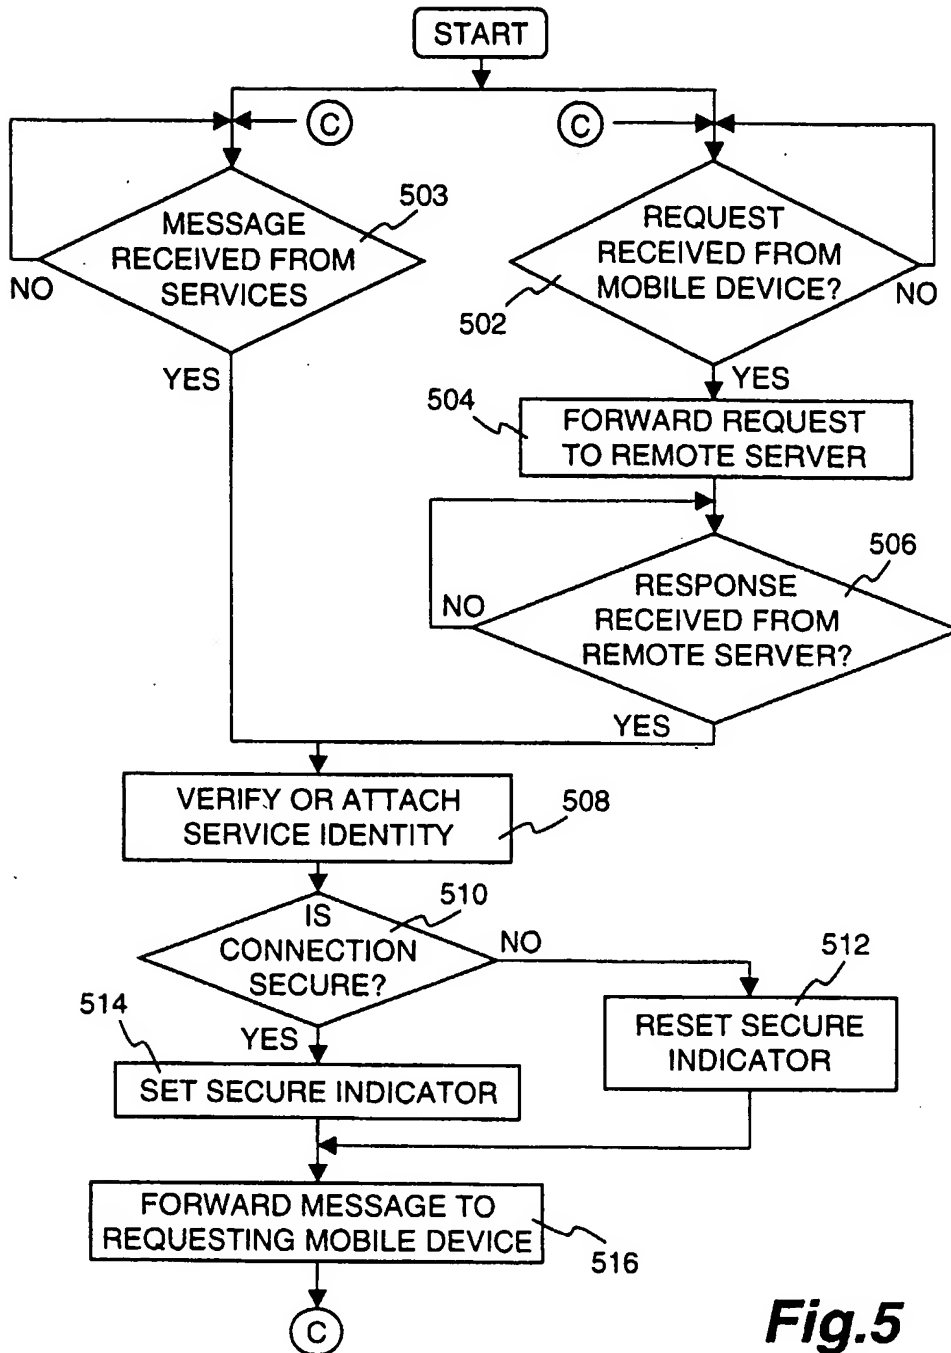 START
C
C
MESSAGE
RECEIVED FROM
SERVICES
503
NO
YES
REQUEST
RECEIVED FROM
MOBILE DEVICE?
502
NO
YES
504
FORWARD REQUEST
TO REMOTE SERVER
506
RESPONSE
RECEIVED FROM
REMOTE SERVER?
NO
YES
VERIFY OR ATTACH
SERVICE IDENTITY
508
IS
CONNECTION
SECURE?
510
NO
YES
512
RESET SECURE
INDICATOR
514
SET SECURE INDICATOR
FORWARD MESSAGE TO
REQUESTING MOBILE DEVICE
516
C
Fig.5